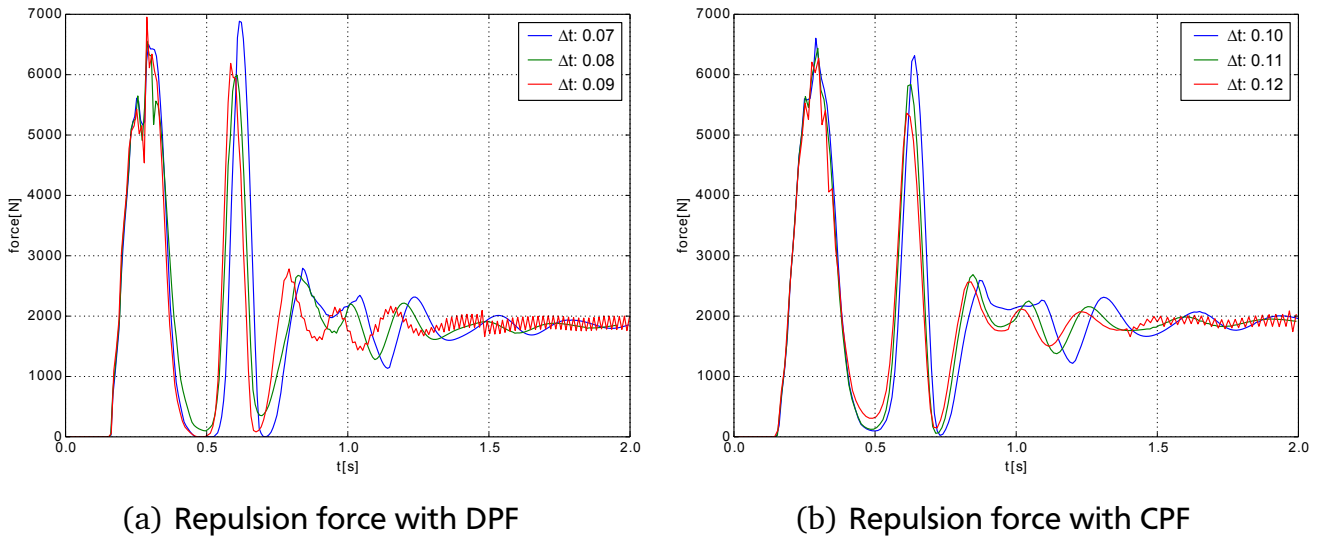 7000
6000
5000
4000
3000
2000
1000
0
force[N]
0.0
0.5
1.0
1.5
2.0
t[s]
Δt: 0.07
Δt: 0.08
Δt: 0.09
(a) Repulsion force with DPF
7000
6000
5000
4000
3000
2000
1000
0
force[N]
0.0
0.5
1.0
1.5
2.0
t[s]
Δt: 0.10
Δt: 0.11
Δt: 0.12
(b) Repulsion force with CPF